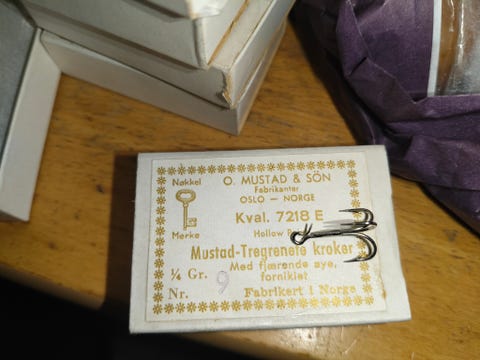 Nøkkel
Merke
O. MUSTAD & SÖN
Fabrikanter
OSLO — NORGE
Kval. 7218 E
Hollow
Mustad-Tregrenete kroker
Med fjærende øye,
forniklet
¼ Gr.
Nr. 9
Fabrikert i Norge